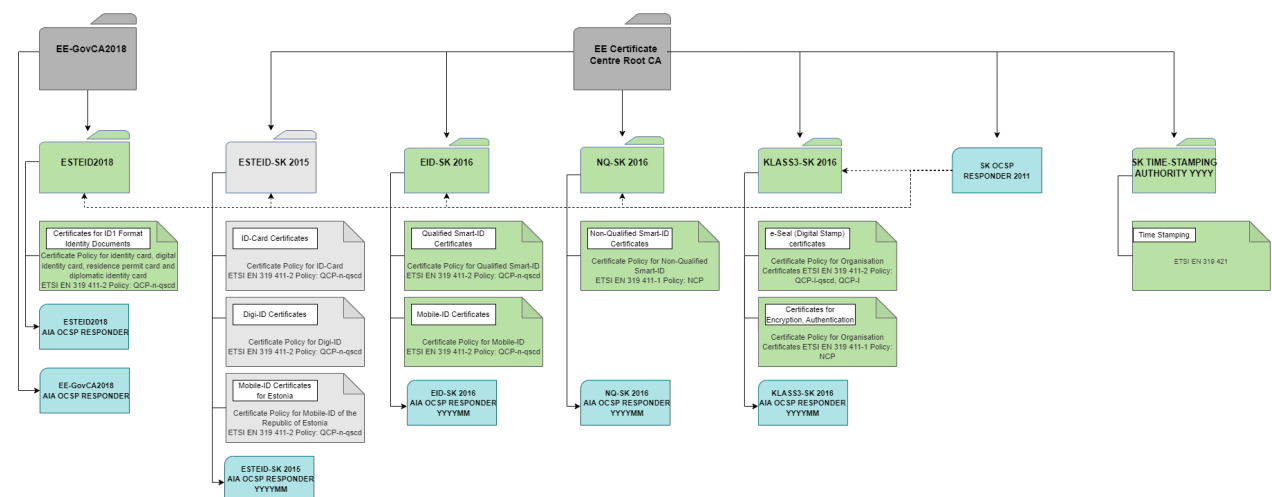 EE-GovCA2018
EE Certificate
Centre Root CA
ESTEID2018
ESTEID-SK 2015
EID-SK 2016
NQ-SK 2016
KLASS3-SK 2016
SK OCSP
RESPONDER 2011
SK TIME-STAMPING
AUTHORITY YYYY
Certificates for ID1 Format
Identity Documents
Certificate Policy for identity card, digital
identity card, residence permit card and
diplomatic identity card
ETSI EN 319 411-2 Policy: QCP-n-qscd
ESTEID2018
AIA OCSP RESPONDER
EE-GovCA2018
AIA OCSP RESPONDER
ID-Card Certificates
Certificate Policy for ID-Card
ETSI EN 319 411-2 Policy: QCP-n-qscd
Digi-ID Certificates
Certificate Policy for Digi-ID
ETSI EN 319 411-2 Policy: QCP-n-qscd
Mobile-ID Certificates
for Estonia
Certificate Policy for Mobile-ID of the
Republic of Estonia
ETSI EN 319 411-2 Policy: QCP-n-qscd
ESTEID-SK 2015
AIA OCSP RESPONDER
YYYYMM
Qualified Smart-ID
Certificates
Certificate Policy for Qualified Smart-ID
ETSI EN 319 411-2 Policy: QCP-n-qscd
Mobile-ID Certificates
Certificate Policy for Mobile-ID
ETSI EN 319 411-2 Policy: QCP-n-qscd
EID-SK 2016
AIA OCSP RESPONDER
YYYYMM
Non-Qualified Smart-ID
Certificates
Certificate Policy for Non-Qualified
Smart-ID
ETSI EN 319 411-1 Policy: NCP
NQ-SK 2016
AIA OCSP RESPONDER
YYYYMM
e-Seal (Digital Stamp)
certificates
Certificate Policy for Organisation
Certificates ETSI EN 319 411-2 Policy:
QCP-l-qscd, QCP-l
Certificates for
Encryption, Authentication
Certificate Policy for Organisation
Certificates ETSI EN 319 411-1 Policy:
NCP
KLASS3-SK 2016
AIA OCSP RESPONDER
YYYYMM
Time Stamping
ETSI EN 319 421